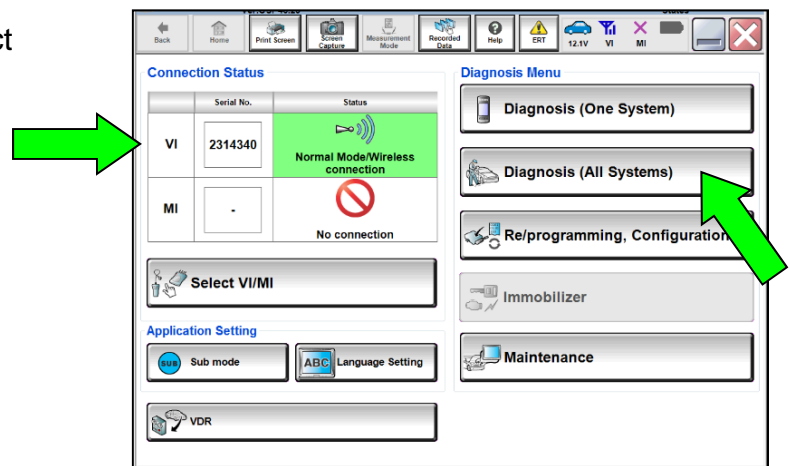 ct
Back
Home
Print Screen
Screen
Capture
Measurement
Mode
Recorded
Data
Help
ERT
12.1V
VI
MI
Connection Status
Serial No.
Status
VI
2314340
Normal Mode/Wireless
connection
MI
-
No connection
Select VI/MI
Application Setting
SUB
Sub mode
ABC
Language Setting
VDR
Diagnosis Menu
Diagnosis (One System)
Diagnosis (All Systems)
Re/programming, Configuration
Immobilizer
Maintenance